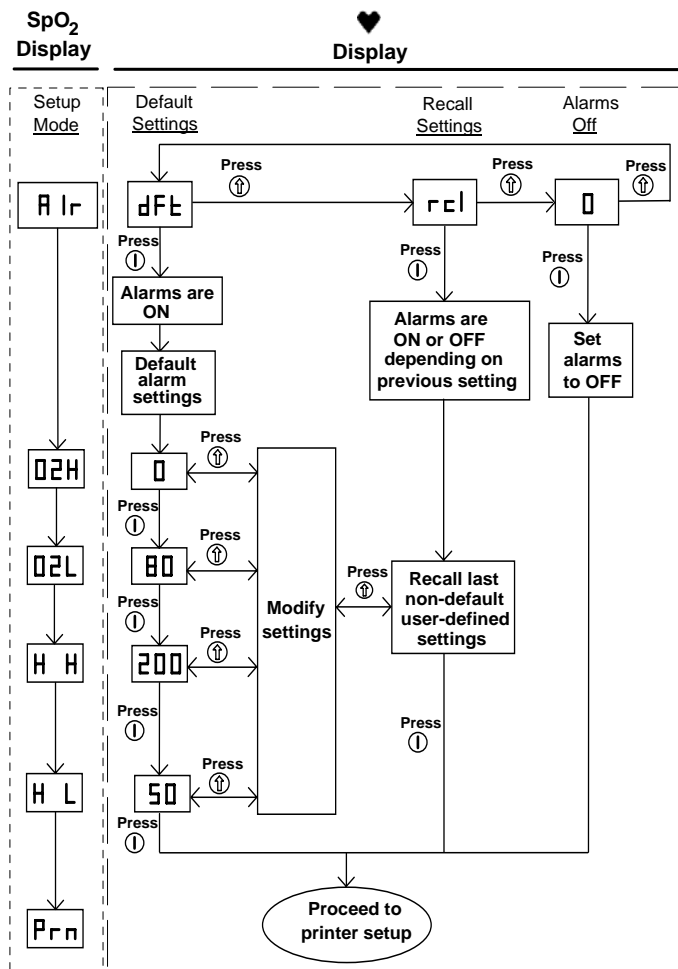 SpO2
Display
♥
Display
Setup
Mode
Default
Settings
Recall
Settings
Alarms
Off
Press
Press
Press
Alr
dFt
rcl
0
Press
Press
Press
Alarms are
ON
Alarms are
ON or OFF
depending on
previous setting
Set
alarms
to OFF
Default
alarm
settings
Press
O2H
0
Press
Press
O2L
80
Press
Recall last
non-default
user-defined
settings
Modify
settings
Press
Press
H H
200
Press
Press
Press
H L
50
Press
Prn
Proceed to
printer setup